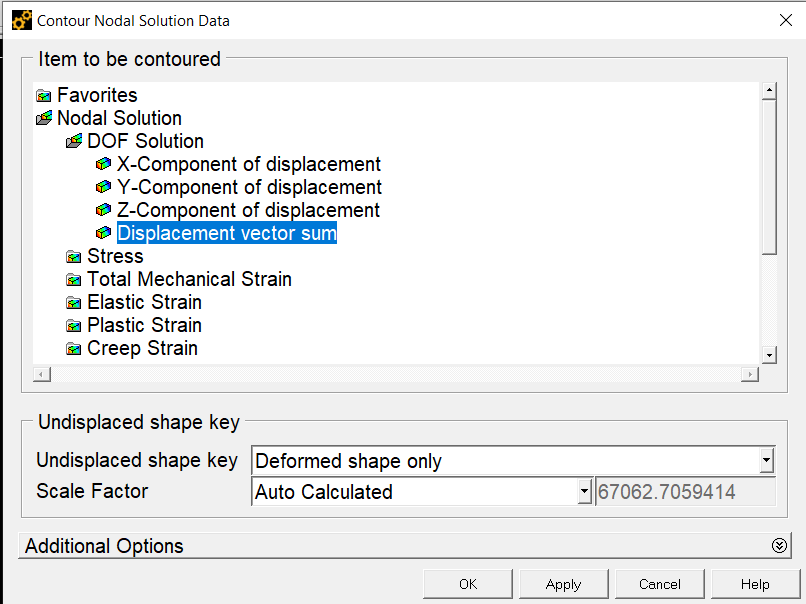 Contour Nodal Solution Data
Item to be contoured
Favorites
Nodal Solution
DOF Solution
X-Component of displacement
Y-Component of displacement
Z-Component of displacement
Displacement vector sum
Stress
Total Mechanical Strain
Elastic Strain
Plastic Strain
Creep Strain
Undisplaced shape key
Undisplaced shape key Deformed shape only
Scale Factor Auto Calculated 67062.7059414
Additional Options
OK Apply Cancel Help